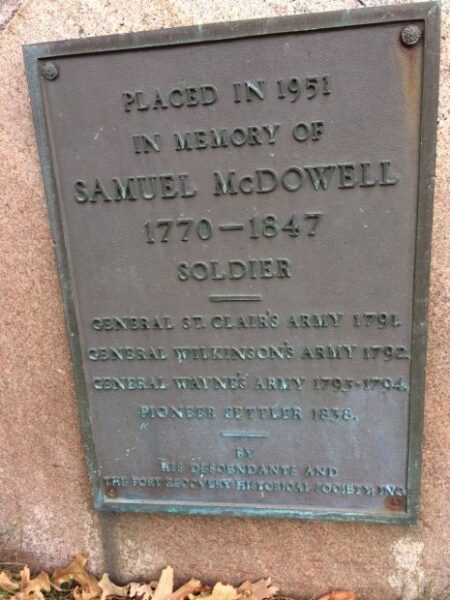 PLACED IN 1951
IN MEMORY OF
SAMUEL McDOWELL
1770—1847
SOLDIER
GENERAL ST. CLAIR'S ARMY 1791.
GENERAL WILKINSON'S ARMY 1792.
GENERAL WAYNE'S ARMY 1793-1794.
PIONEER SETTLER 1838.
BY
HIS DESCENDANTS AND
THE FORT RECOVERY HISTORICAL SOCIETY, INC.